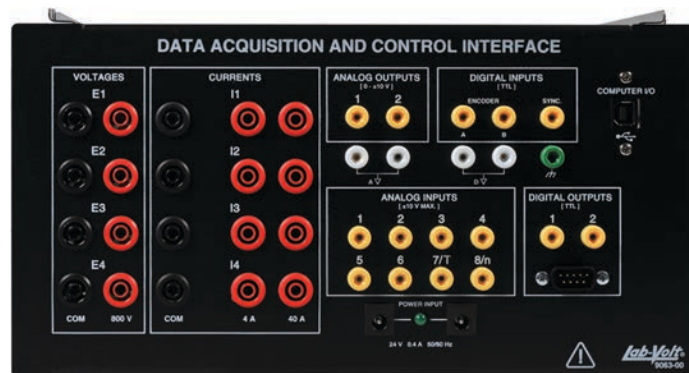 DATA ACQUISITION AND CONTROL INTERFACE
VOLTAGES
E1
E2
E3
E4
COM 800 V
CURRENTS
I1
I2
I3
I4
COM 4 A 40 A
ANALOG OUTPUTS
[ 0 - ±10 V ]
1 2
A
DIGITAL INPUTS
[ TTL ]
ENCODER SYNC.
A B
D
COMPUTER I/O
ANALOG INPUTS
[ ±10 V MAX. ]
1 2 3 4
5 6 7/T 8/n
DIGITAL OUTPUTS
[ TTL ]
1 2
POWER INPUT
24 V 0.4 A 50/60 Hz
Lab-Volt
9063-00